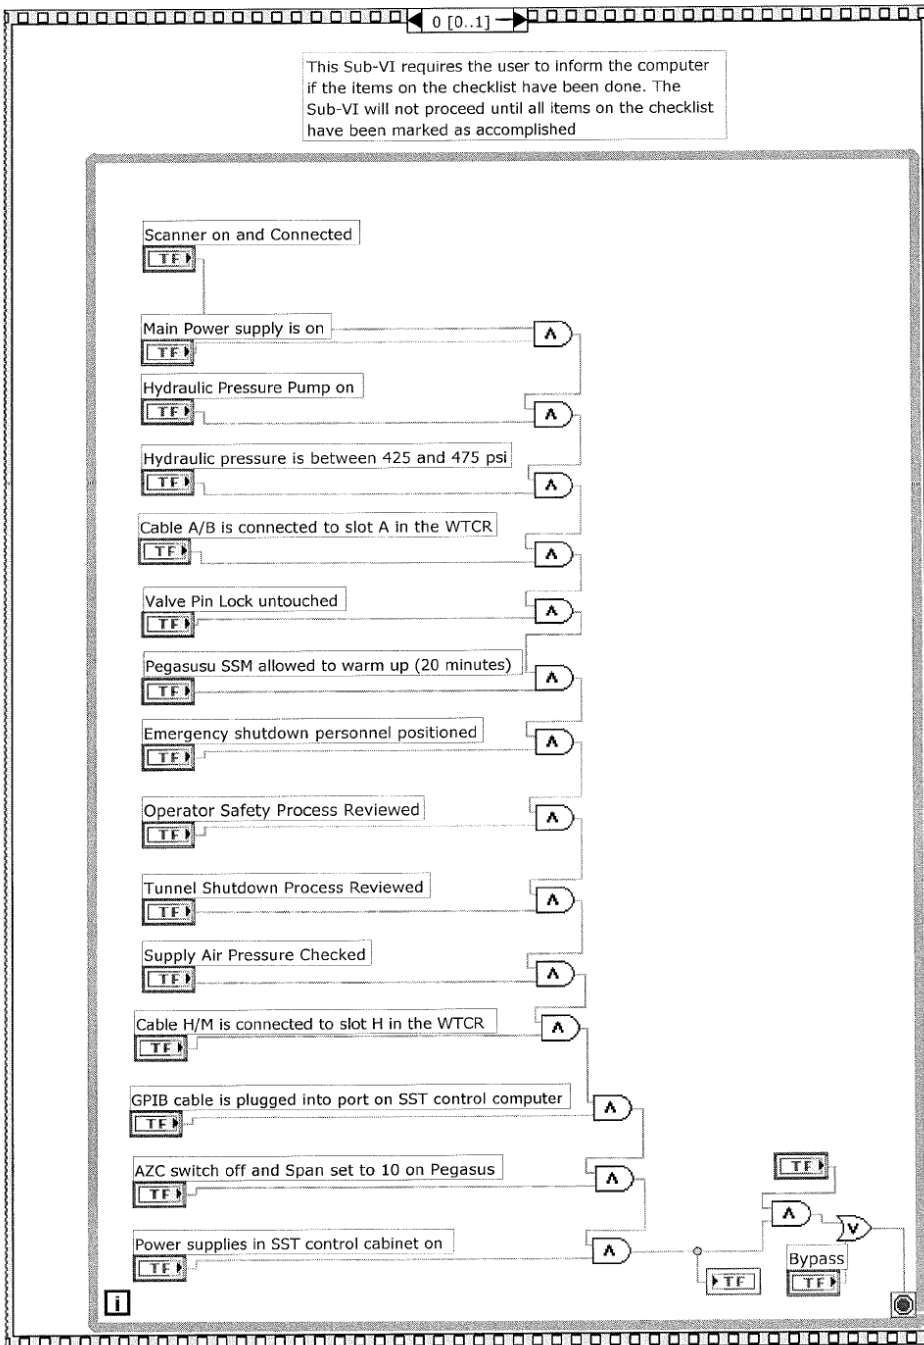 0 [0..1]
This Sub-VI requires the user to inform the computer
if the items on the checklist have been done. The
Sub-VI will not proceed until all items on the checklist
have been marked as accomplished
Scanner on and Connected
TF
Main Power supply is on
TF
Λ
Hydraulic Pressure Pump on
TF
Λ
Hydraulic pressure is between 425 and 475 psi
TF
Λ
Cable A/B is connected to slot A in the WTCR
TF
Λ
Valve Pin Lock untouched
TF
Λ
Pegasusu SSM allowed to warm up (20 minutes)
TF
Λ
Emergency shutdown personnel positioned
TF
Λ
Operator Safety Process Reviewed
TF
Λ
Tunnel Shutdown Process Reviewed
TF
Λ
Supply Air Pressure Checked
TF
Λ
Cable H/M is connected to slot H in the WTCR
TF
Λ
GPIB cable is plugged into port on SST control computer
TF
Λ
AZC switch off and Span set to 10 on Pegasus
TF
Λ
TF
Λ
V
Power supplies in SST control cabinet on
TF
Λ
TF
Bypass
TF
i